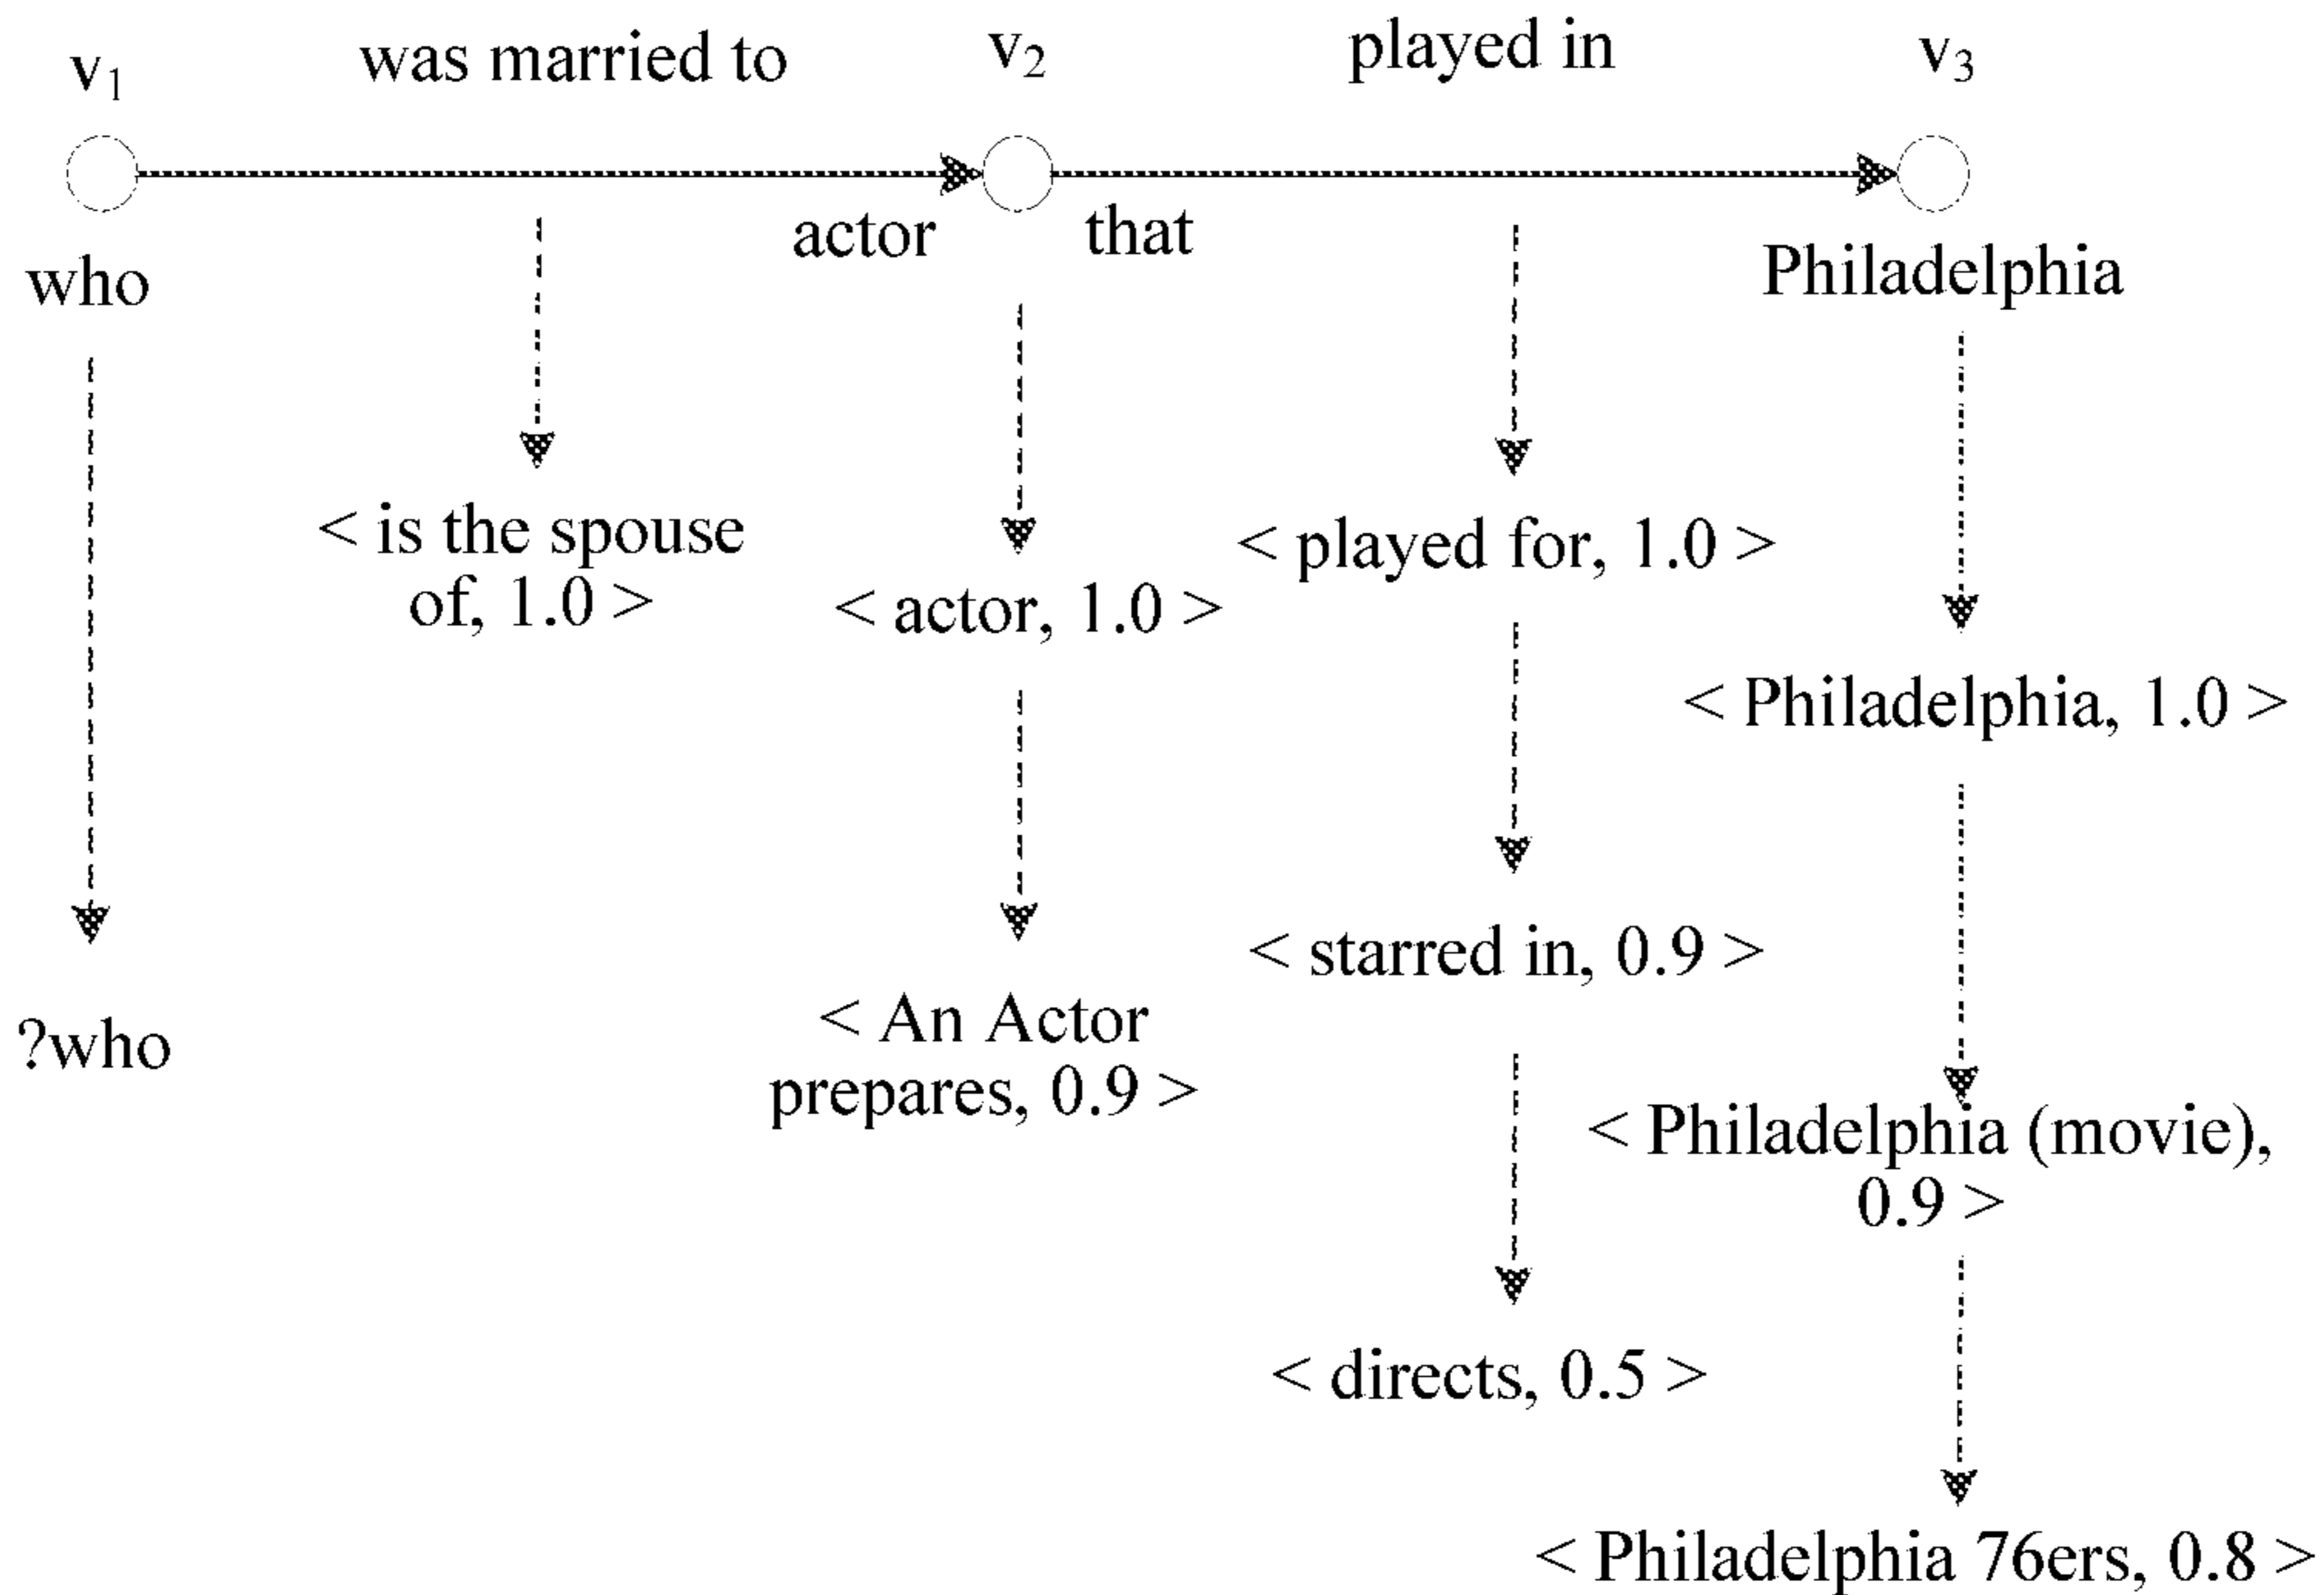 v₁
was married to
v₂
played in
v₃
who
actor
that
Philadelphia
< is the spouse
of, 1.0 >
< actor, 1.0 >
< played for, 1.0 >
< Philadelphia, 1.0 >
?who
< An Actor
prepares, 0.9 >
< starred in, 0.9 >
< Philadelphia (movie),
0.9 >
< directs, 0.5 >
< Philadelphia 76ers, 0.8 >